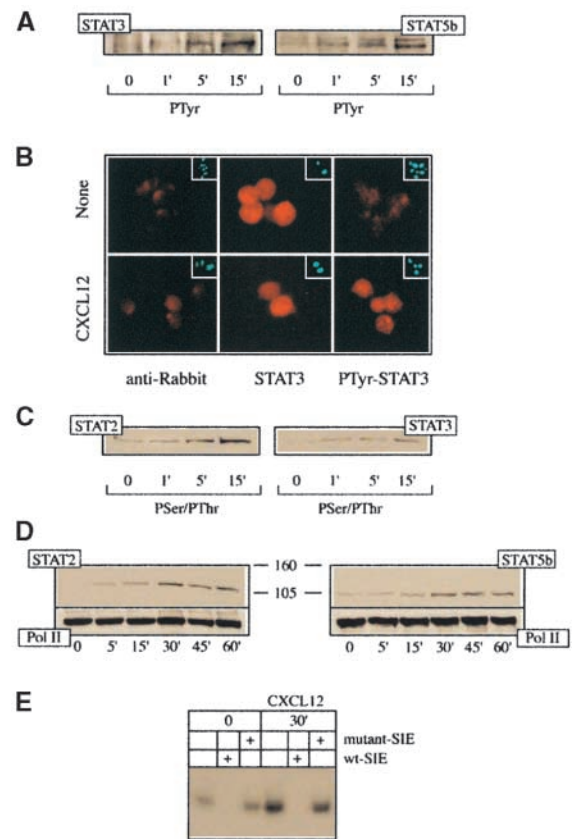 A
STAT3 STAT5b
0 1' 5' 15' 0 1' 5' 15'
PTyr PTyr
B
None
CXCL12
anti-Rabbit STAT3 PTyr-STAT3
C
STAT2 STAT3
0 1' 5' 15' 0 1' 5' 15'
PSer/PThr PSer/PThr
D
STAT2 160 STAT5b
105
Pol II Pol II
0 5' 15' 30' 45' 60' 0 5' 15' 30' 45' 60'
E
CXCL12
0 30'
+ + mutant-SIE
+ + wt-SIE